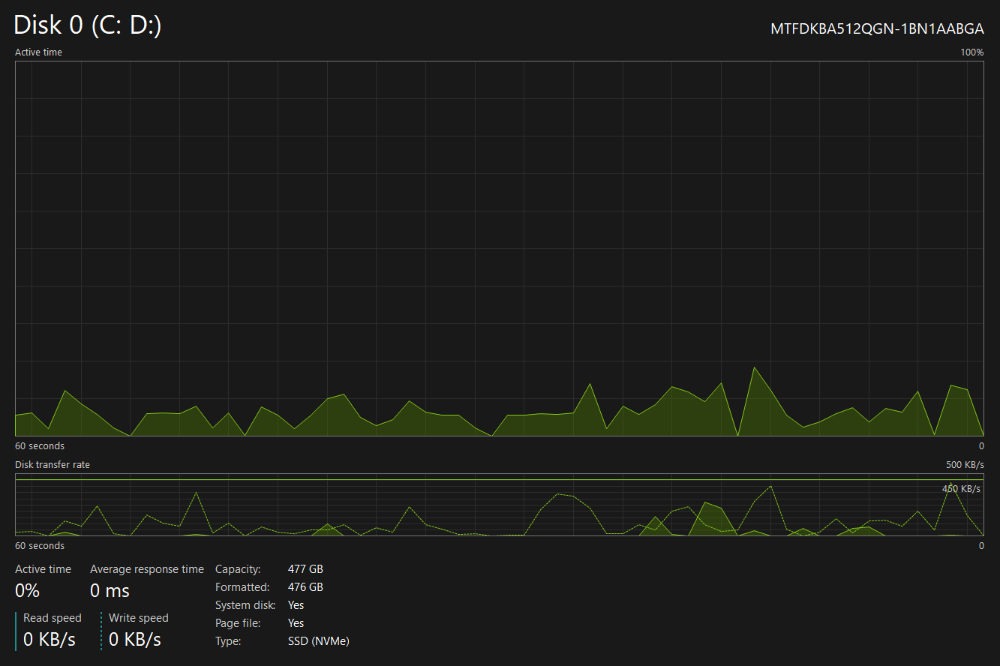 Disk 0 (C: D:)
MTFDKBA512QGN-1BN1AABGA
Active time
100%
60 seconds
0
Disk transfer rate
500 KB/s
450 KB/s
60 seconds
0
Active time
0%
Average response time
0 ms
Read speed
0 KB/s
Write speed
0 KB/s
Capacity: 477 GB
Formatted: 476 GB
System disk: Yes
Page file: Yes
Type: SSD (NVMe)